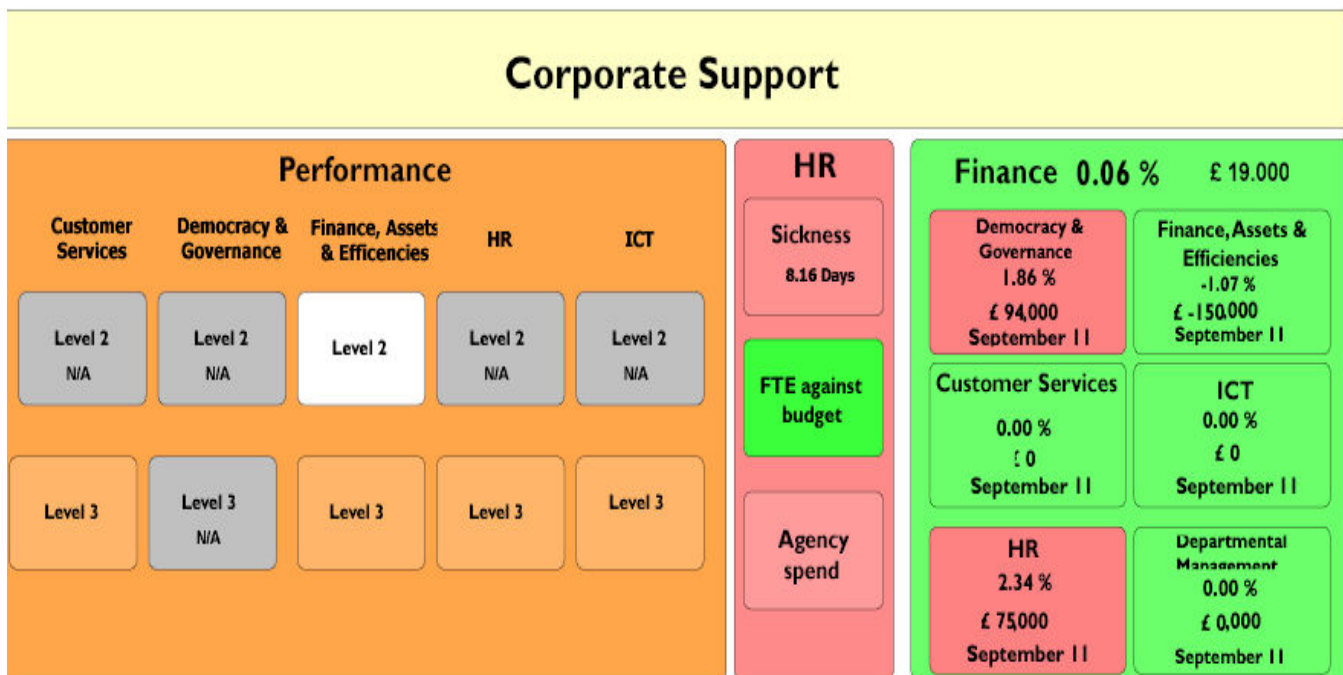 Corporate Support
Performance
Customer
Services
Democracy &
Governance
Finance, Assets
& Efficencies
HR
ICT
Level 2
N/A
Level 2
N/A
Level 2
Level 2
N/A
Level 2
N/A
Level 3
Level 3
N/A
Level 3
Level 3
Level 3
HR
Sickness
8.16 Days
FTE against
budget
Agency
spend
Finance 0.06 % £ 19.000
Democracy &
Governance
1.86 %
£ 94,000
September 11
Finance, Assets &
Efficiencies
-1.07 %
£ -150,000
September 11
Customer Services
0.00 %
£ 0
September 11
ICT
0.00 %
£ 0
September 11
HR
2.34 %
£ 75,000
September 11
Departmental
Management
0.00 %
£ 0,000
September 11